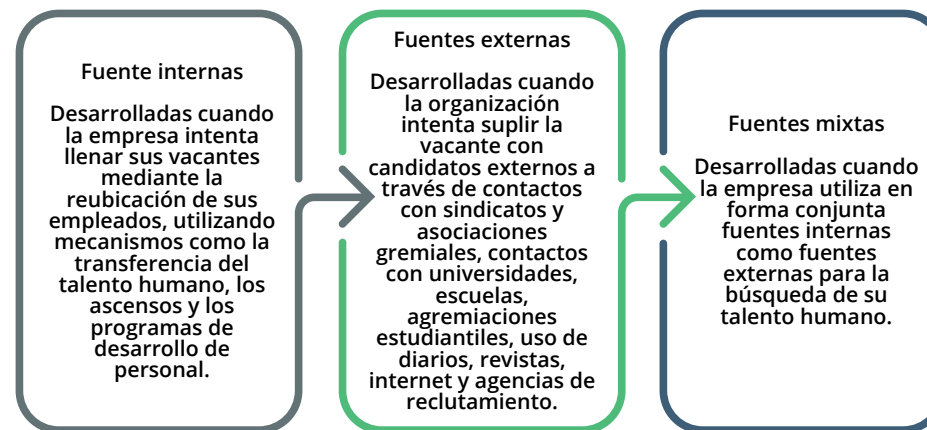 Fuente internas
Desarrolladas cuando
la empresa intenta
llenar sus vacantes
mediante la
reubicación de sus
empleados, utilizando
mecanismos como la
transferencia del
talento humano, los
ascensos y los
programas de
desarrollo de
personal.
Fuentes externas
Desarrolladas cuando
la organización
intenta suplir la
vacante con
candidatos externos a
través de contactos
con sindicatos y
asociaciones
gremiales, contactos
con universidades,
escuelas,
agremiaciones
estudiantiles, uso de
diarios, revistas,
internet y agencias de
reclutamiento.
Fuentes mixtas
Desarrolladas cuando
la empresa utiliza en
forma conjunta
fuentes internas
como fuentes
externas para la
búsqueda de su
talento humano.